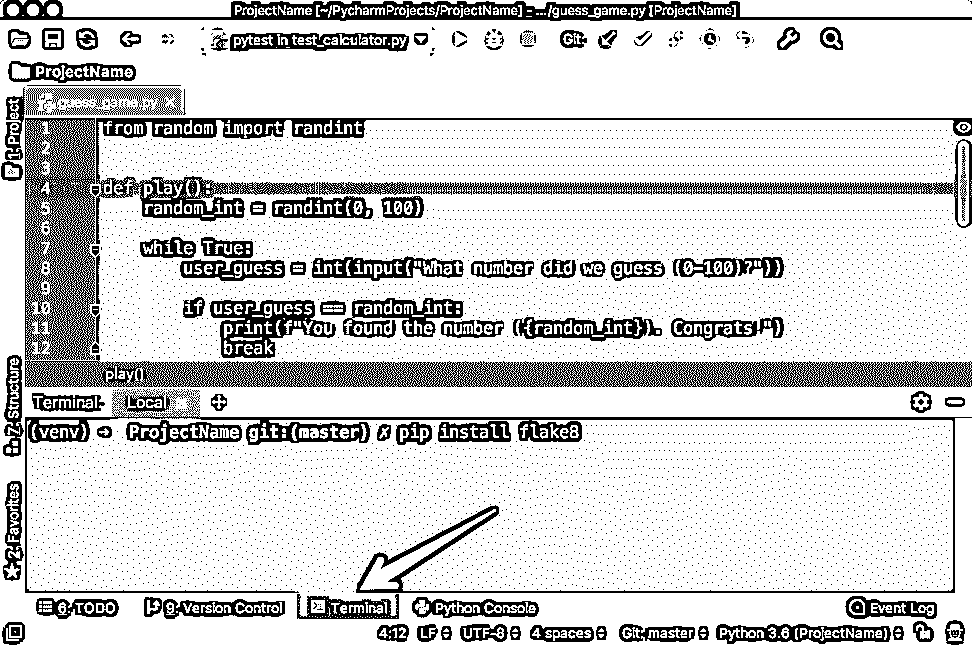 ProjectName [~/PycharmProjects/ProjectName] - .../guess_game.py [ProjectName]
pytest in test_calculator.py
Git:
ProjectName
guess_game.py
1: Project
1 from random import randint
2
3
4 def play():
5 random_int = randint(0, 100)
6
7 while True:
8 user_guess = int(input("What number did we guess (0-100)?"))
9
10 if user_guess == random_int:
11 print(f"You found the number ({random_int}). Congrats!")
12 break
play()
7: Structure
Terminal: Local
(venv) → ProjectName git:(master) ✗ pip install flake8
2: Favorites
6: TODO 9: Version Control Terminal Python Console Event Log
4:12 LF UTF-8 4 spaces Git: master Python 3.6 (ProjectName)